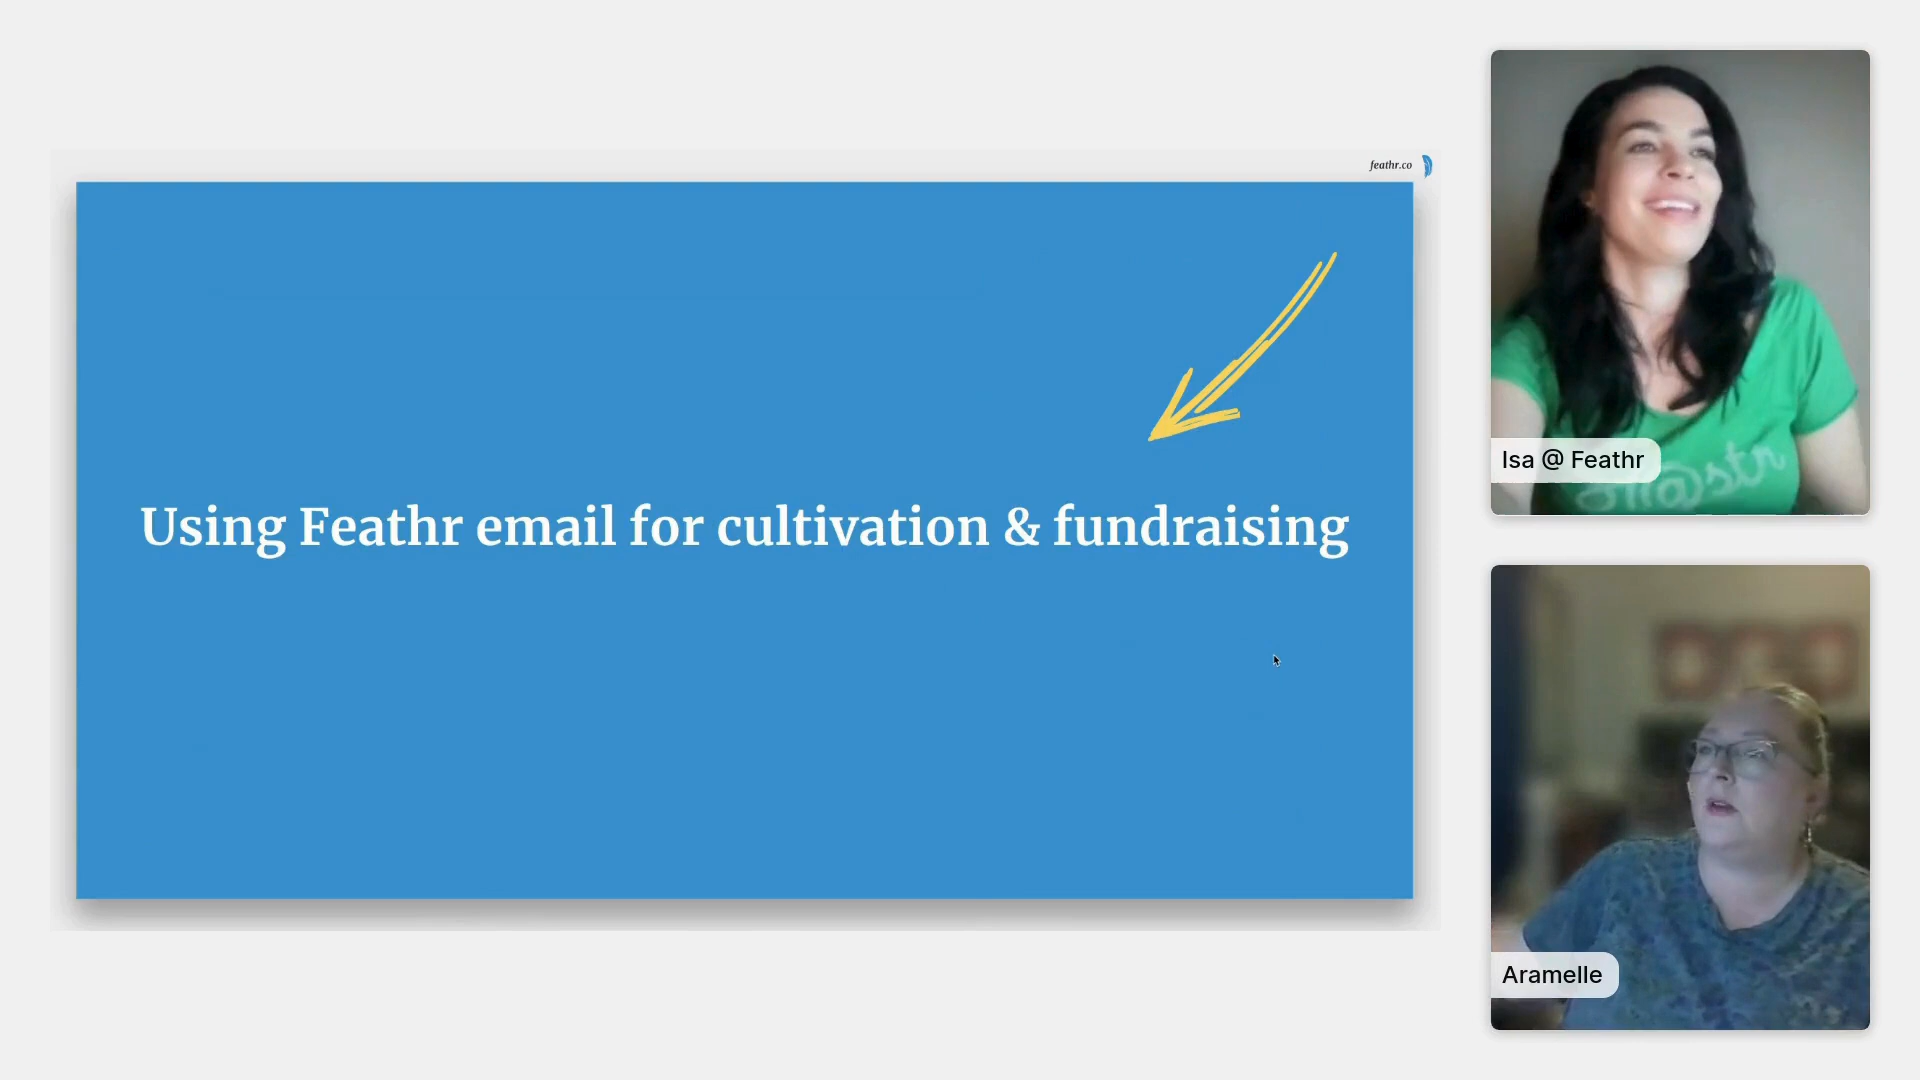 feathr.co
Using Feathr email for cultivation & fundraising
Isa @ Feathr
Aramelle